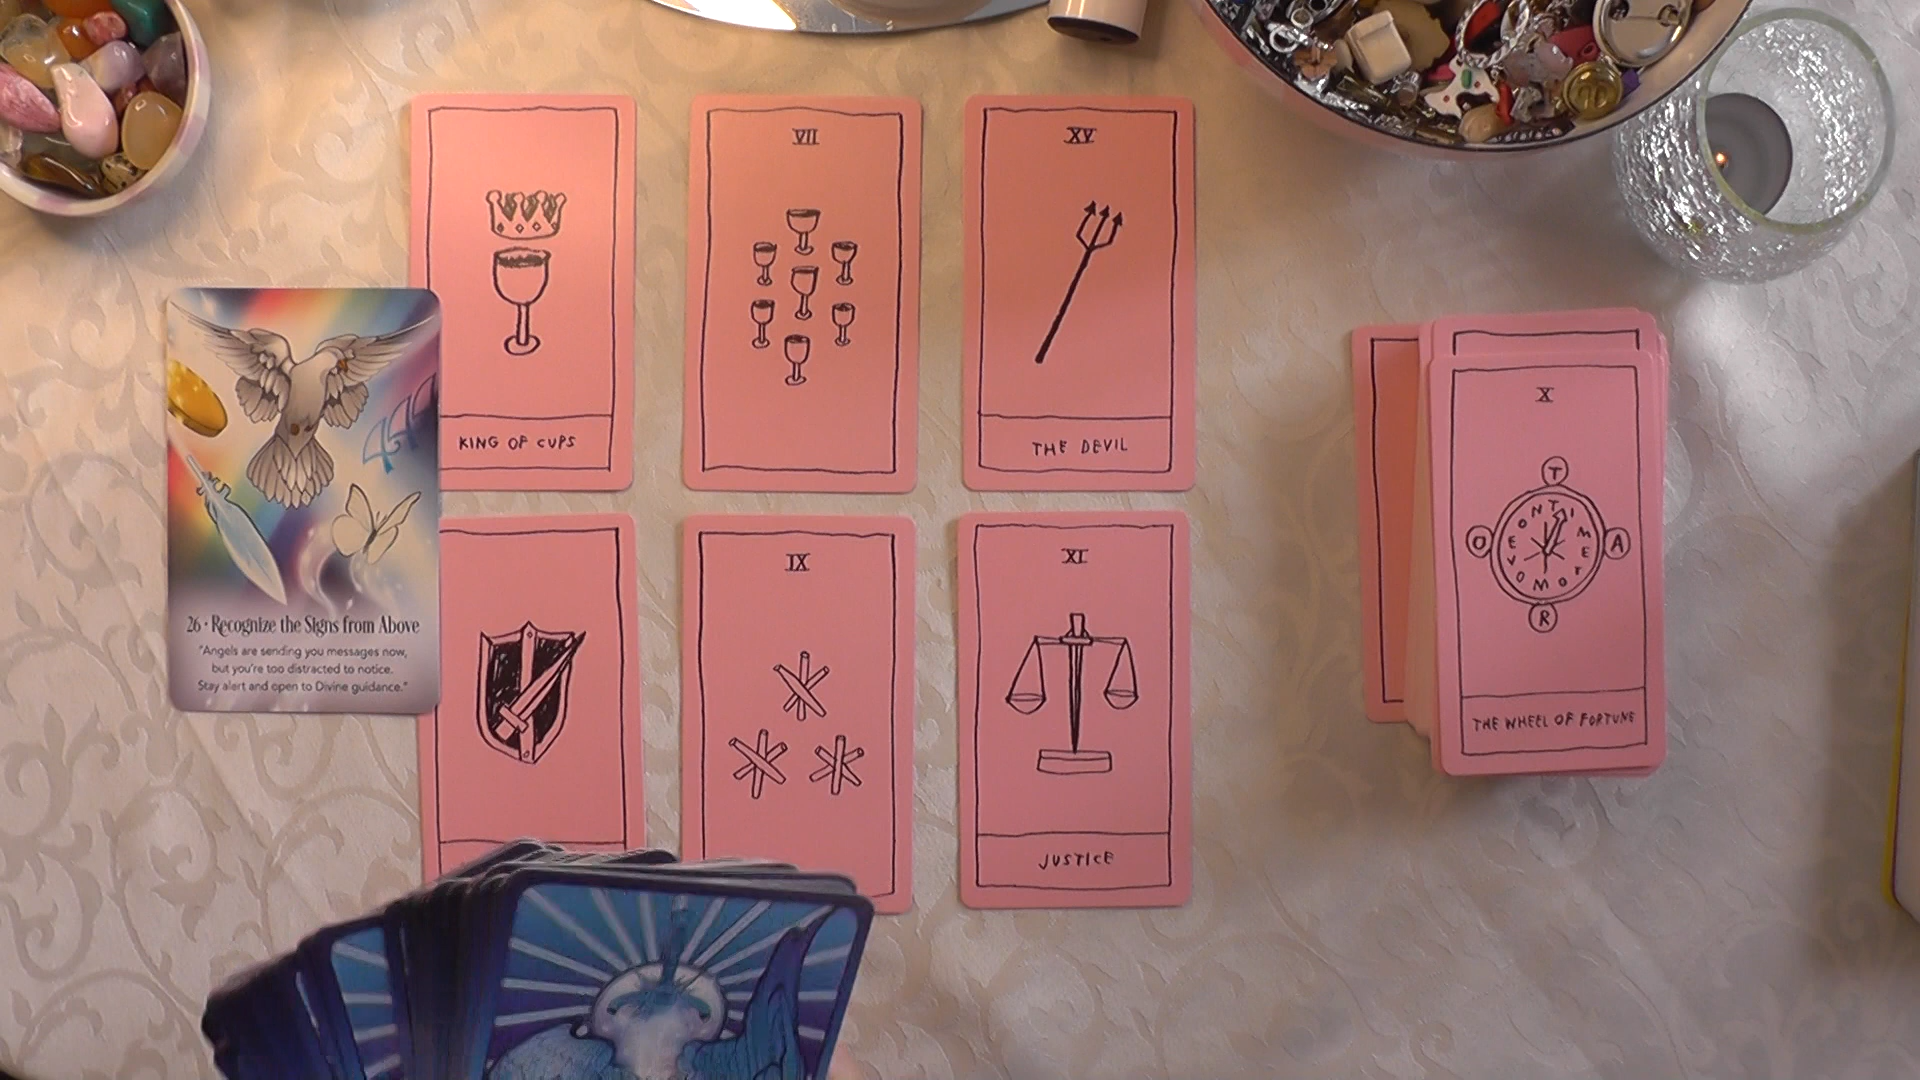 KING OF CUPS
VII
XV
THE DEVIL
26 · Recognize the Signs from Above
"Angels are sending you messages now,
but you're too distracted to notice.
Stay alert and open to Divine guidance."
IX
XI
JUSTICE
X
T
A
R
O
THE WHEEL OF FORTUNE